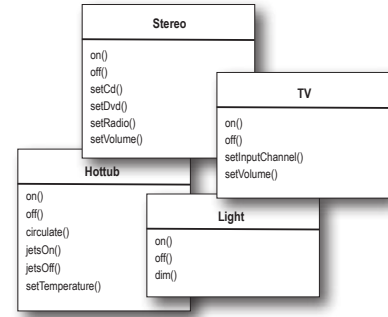 Stereo
on()
off()
setCd()
setDvd()
setRadio()
setVolume()
TV
on()
off()
setInputChannel()
setVolume()
Hottub
on()
off()
circulate()
jetsOn()
jetsOff()
setTemperature()
Light
on()
off()
dim()